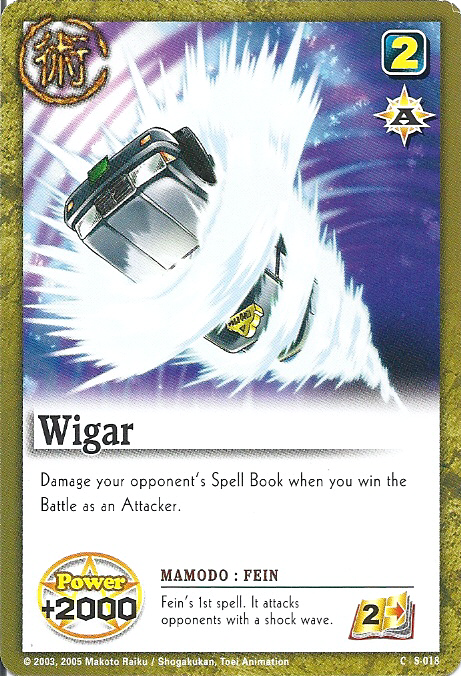 術
2
A
Wigar
Damage your opponent's Spell Book when you win the
Battle as an Attacker.
Power
+2000
MAMODO : FEIN
Fein's 1st spell. It attacks
opponents with a shock wave.
2
© 2003, 2005 Makoto Raiku / Shogakukan, Toei Animation
C S-018